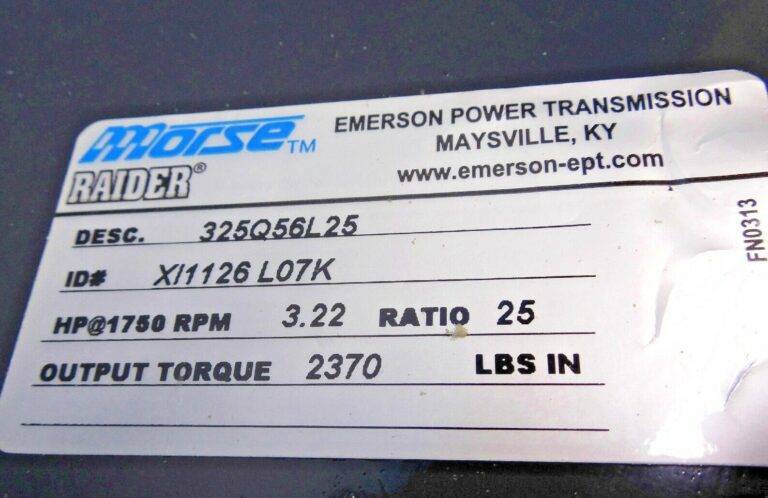 morse™
RAIDER®
EMERSON POWER TRANSMISSION
MAYSVILLE, KY
www.emerson-ept.com
DESC. 325Q56L25
ID# XI1126 L07K
HP@1750 RPM 3.22 RATIO 25
OUTPUT TORQUE 2370 LBS IN
FN0313